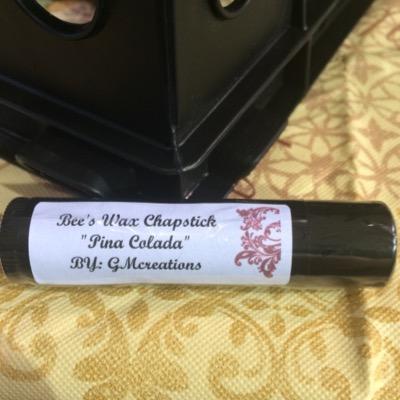 Bee's Wax Chapstick
"Pina Colada"
BY: GMcreations